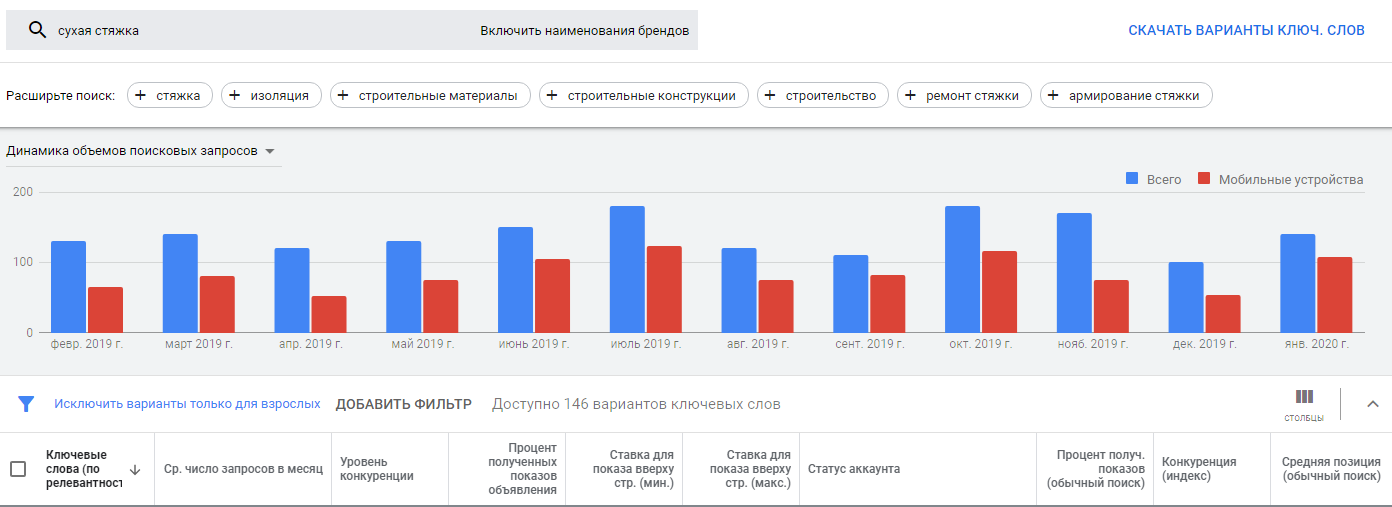 сухая стяжка Включить наименования брендов СКАЧАТЬ ВАРИАНТЫ КЛЮЧ. СЛОВ
Расширьте поиск: + стяжка + изоляция + строительные материалы + строительные конструкции + строительство + ремонт стяжки + армирование стяжки
Динамика объемов поисковых запросов
Всего Мобильные устройства
200
100
0
февр. 2019 г. март 2019 г. апр. 2019 г. май 2019 г. июнь 2019 г. июль 2019 г. авг. 2019 г. сент. 2019 г. окт. 2019 г. нояб. 2019 г. дек. 2019 г. янв. 2020 г.
Исключить варианты только для взрослых ДОБАВИТЬ ФИЛЬТР Доступно 146 вариантов ключевых слов
СТОЛБЦЫ
Ключевые
слова (по
релевантност
Ср. число запросов в месяц
Уровень
конкуренции
Процент
полученных
показов
объявления
Ставка для
показа вверху
стр. (мин.)
Ставка для
показа вверху
стр. (макс.)
Статус аккаунта
Процент получ.
показов
(обычный поиск)
Конкуренция
(индекс)
Средняя позиция
(обычный поиск)